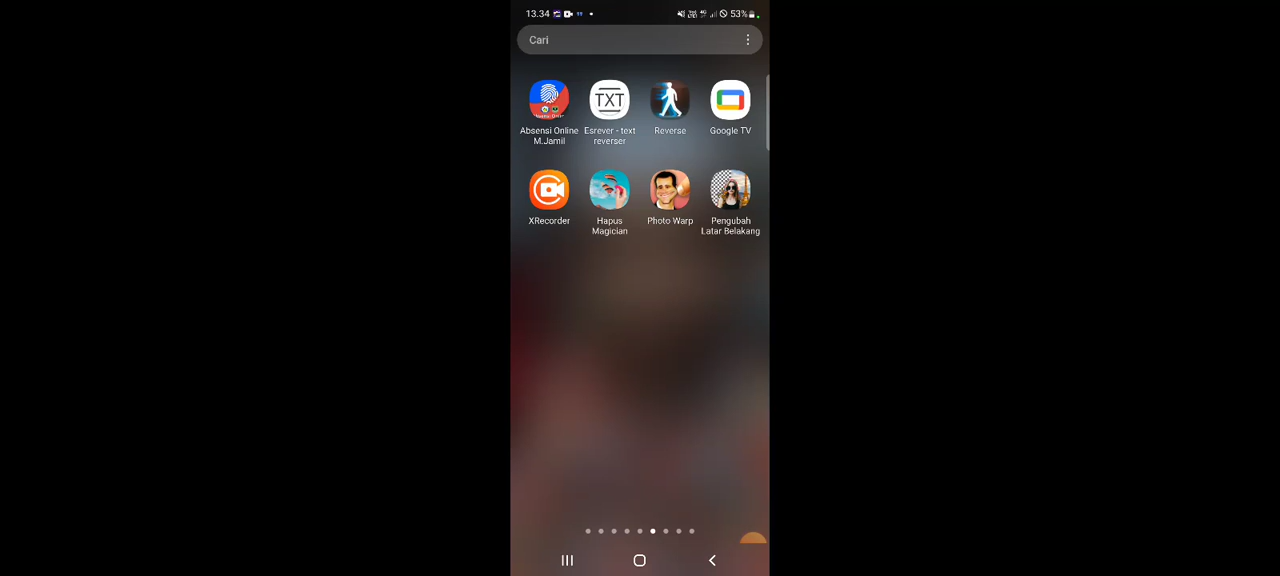 13.34
53%
Cari
Absensi Online
M.Jamil
Esrever - text
reverser
Reverse
Google TV
TXT
XRecorder
Hapus
Magician
Photo Warp
Pengubah
Latar Belakang